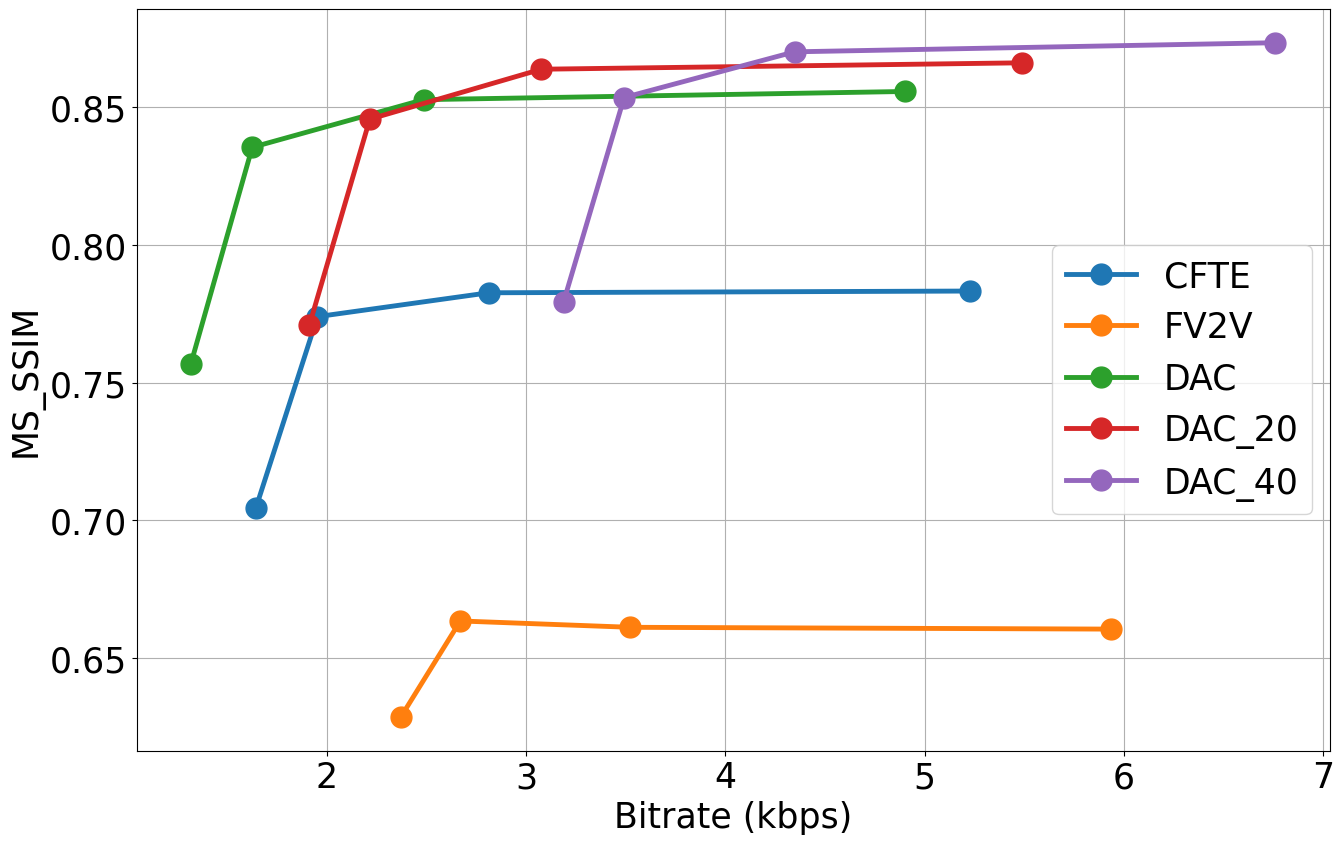 MS_SSIM
0.85
0.80
0.75
0.70
0.65
CFTE
FV2V
DAC
DAC_20
DAC_40
2 3 4 5 6 7
Bitrate (kbps)